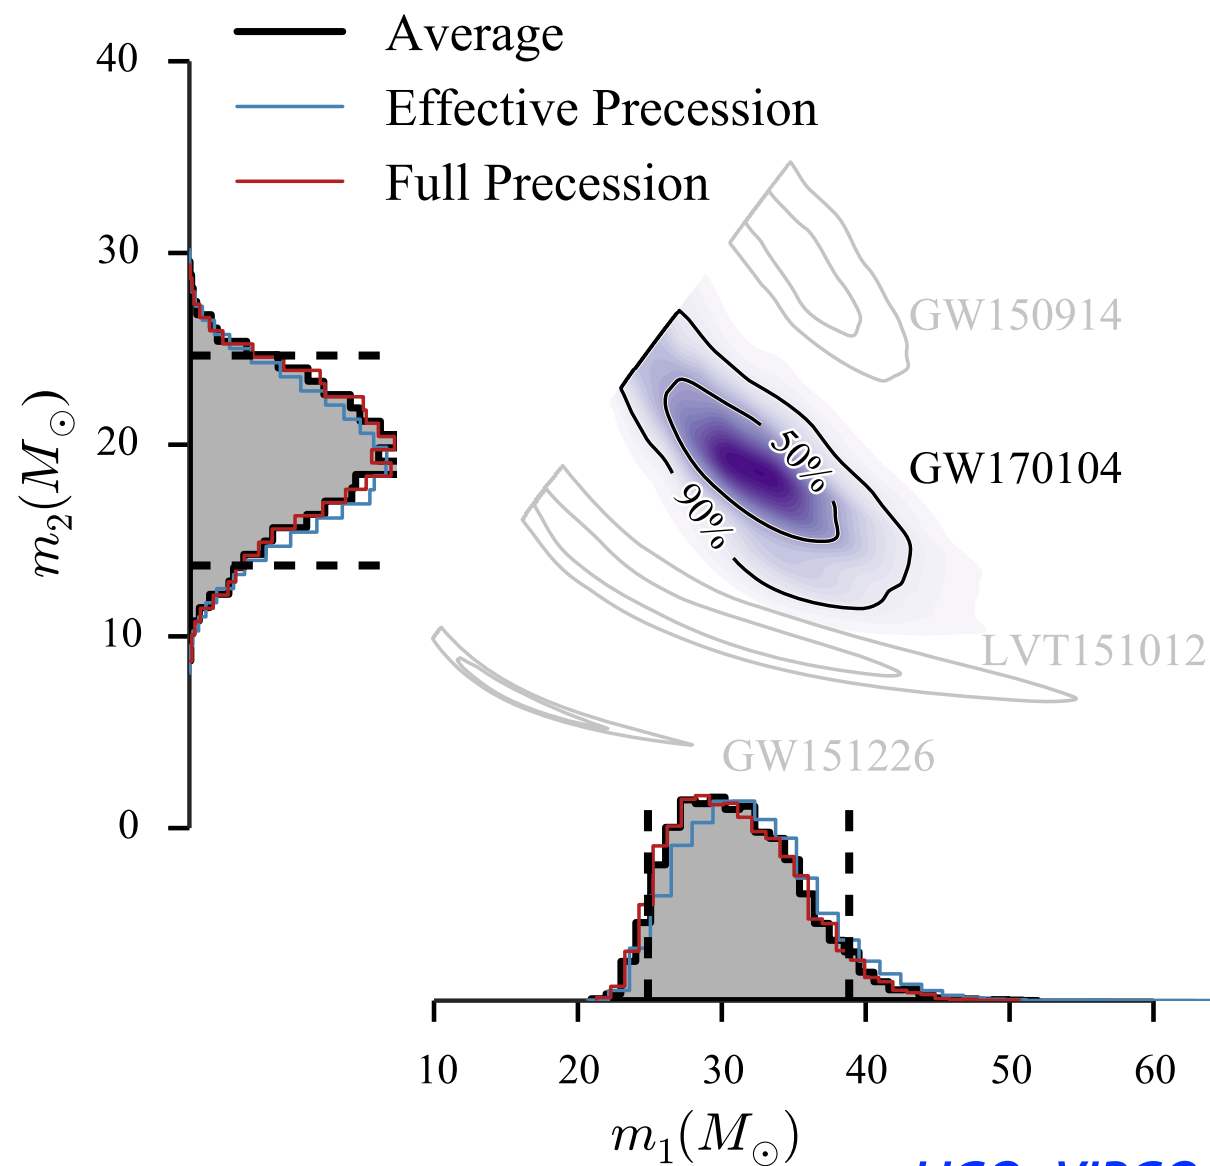 Average
Effective Precession
Full Precession
40
30
20
10
0
m₂(M⊙)
GW150914
GW170104
50%
90%
LVT151012
GW151226
10 20 30 40 50 60
m₁(M⊙)